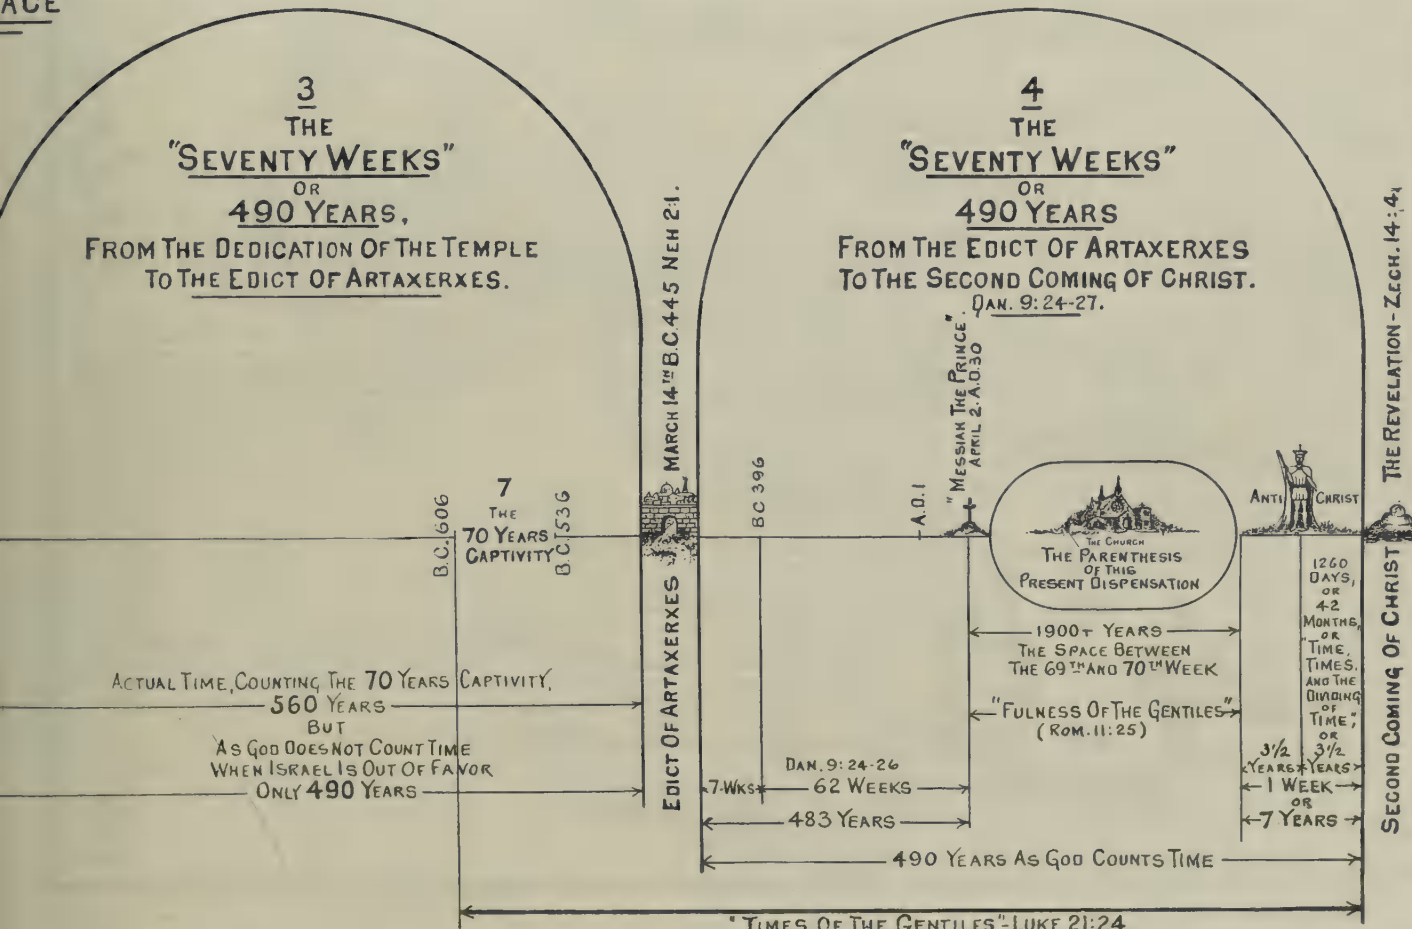 ACE
3
THE
"SEVENTY WEEKS"
OR
490 YEARS,
FROM THE DEDICATION OF THE TEMPLE
TO THE EDICT OF ARTAXERXES.
B.C. 606
7
THE
70 YEARS
CAPTIVITY
B.C. 536
ACTUAL TIME, COUNTING THE 70 YEARS CAPTIVITY,
560 YEARS
BUT
AS GOD DOES NOT COUNT TIME
WHEN ISRAEL IS OUT OF FAVOR
ONLY 490 YEARS
EDICT OF ARTAXERXES MARCH 14TH B.C. 445 NEH 2:1.
4
THE
"SEVENTY WEEKS"
OR
490 YEARS
FROM THE EDICT OF ARTAXERXES
TO THE SECOND COMING OF CHRIST.
DAN. 9:24-27.
BC 396
A.D. 1
"MESSIAH THE PRINCE".
APRIL 2. A.D. 30
THE CHURCH
THE PARENTHESIS
OF THIS
PRESENT DISPENSATION
ANTI CHRIST
1900+ YEARS
THE SPACE BETWEEN
THE 69TH AND 70TH WEEK
"FULNESS OF THE GENTILES"
(ROM. 11:25)
1260
DAYS,
OR
42
MONTHS,
OR
"TIME,
TIMES,
AND THE
DIVIDING
OF
TIME",
OR
3 1/2
YEARS
3 1/2
YEARS
1 WEEK
OR
7 YEARS
DAN. 9:24-26
7 WKS
62 WEEKS
483 YEARS
490 YEARS AS GOD COUNTS TIME
"TIMES OF THE GENTILES"-LUKE 21:24
SECOND COMING OF CHRIST THE REVELATION - ZECH. 14:4,